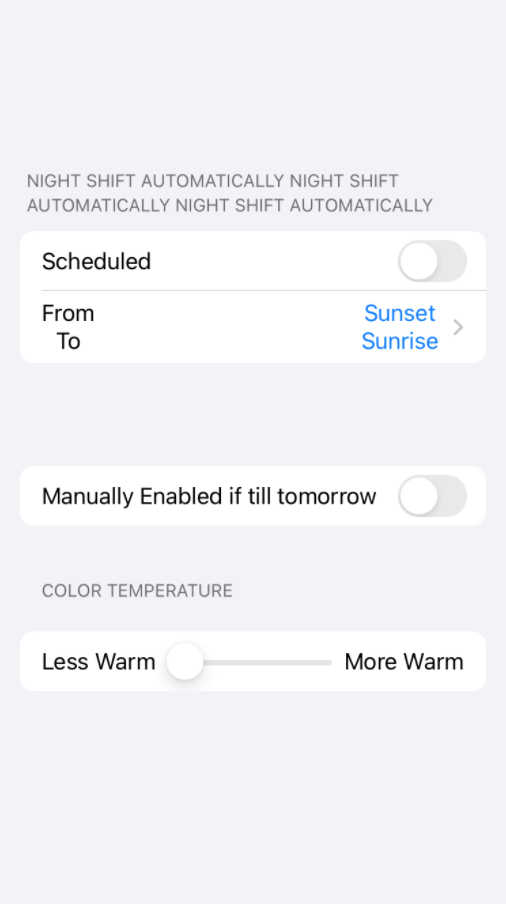 NIGHT SHIFT AUTOMATICALLY NIGHT SHIFT
AUTOMATICALLY NIGHT SHIFT AUTOMATICALLY
Scheduled
From Sunset
To Sunrise
Manually Enabled if till tomorrow
COLOR TEMPERATURE
Less Warm More Warm